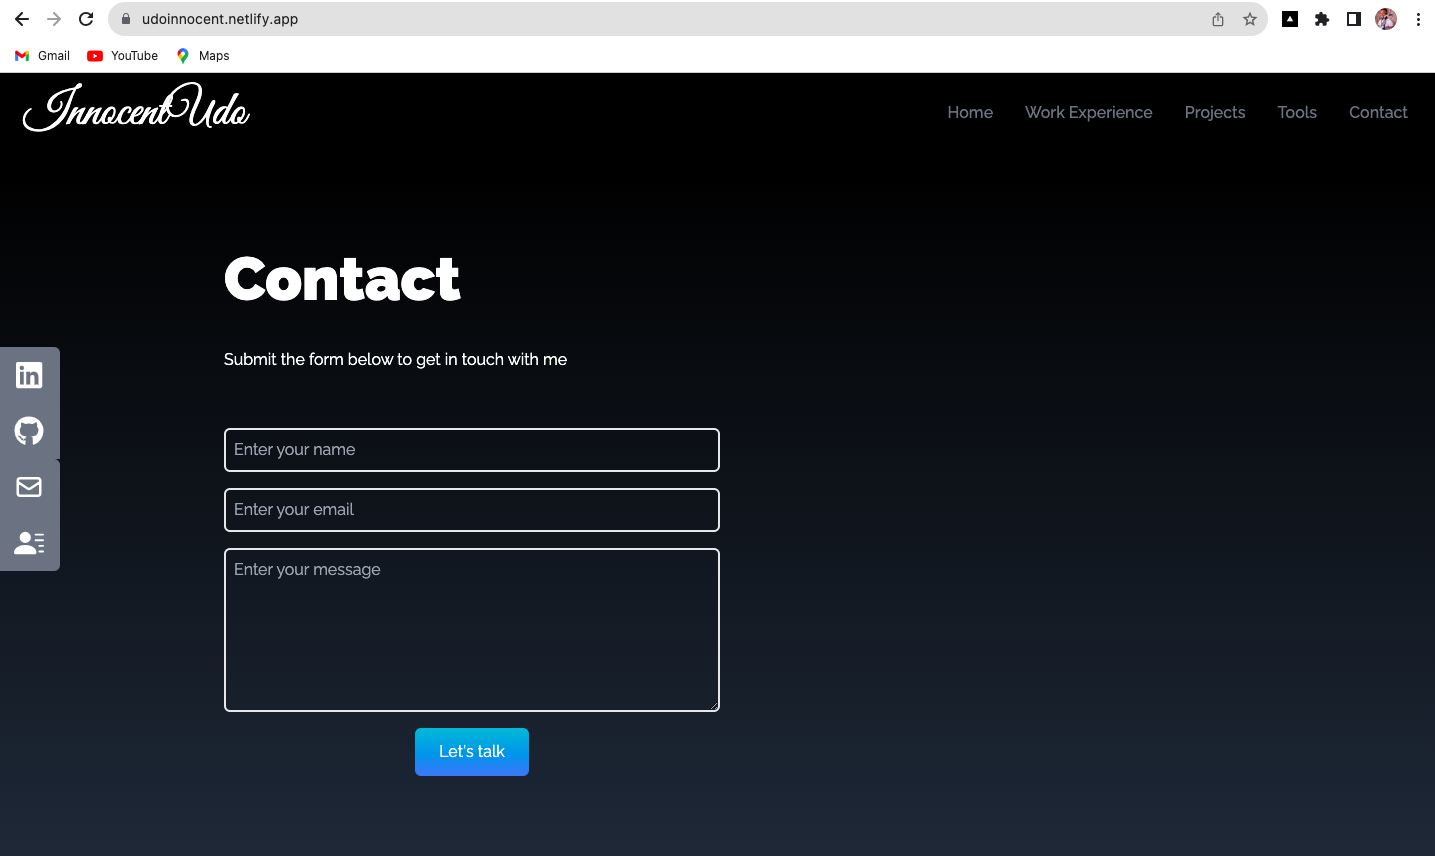 udoinnocent.netlify.app
Gmail YouTube Maps
Innocent Udo
Home Work Experience Projects Tools Contact
Contact
Submit the form below to get in touch with me
in
Enter your name
Enter your email
Enter your message
Let's talk